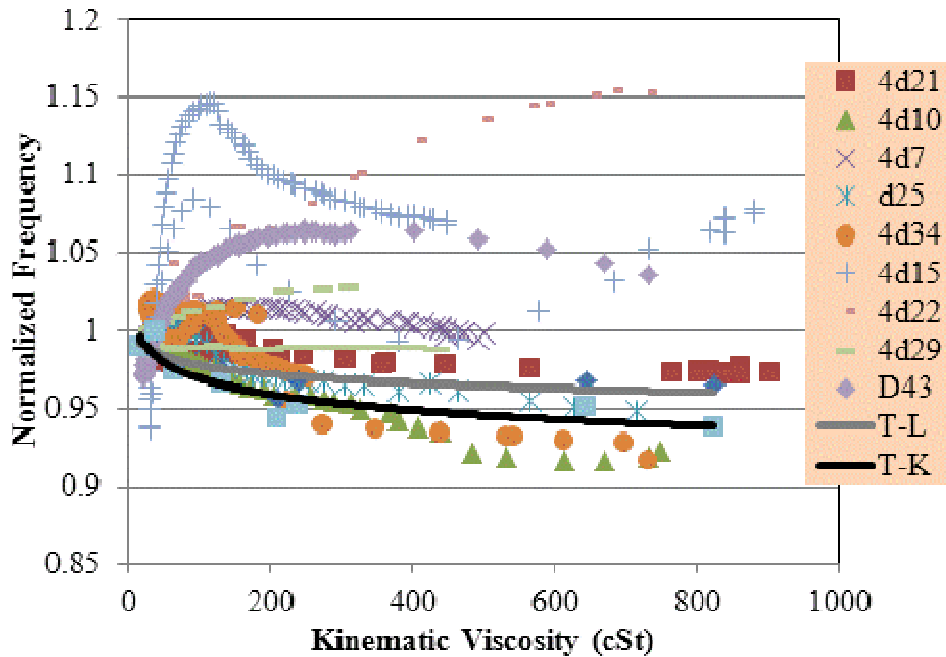 1.2
1.15
1.1
1.05
1
0.95
0.9
0.85
Normalized Frequency
0
200
400
600
800
1000
Kinematic Viscosity (cSt)
4d21
4d10
4d7
d25
4d34
4d15
4d22
4d29
D43
T-L
T-K